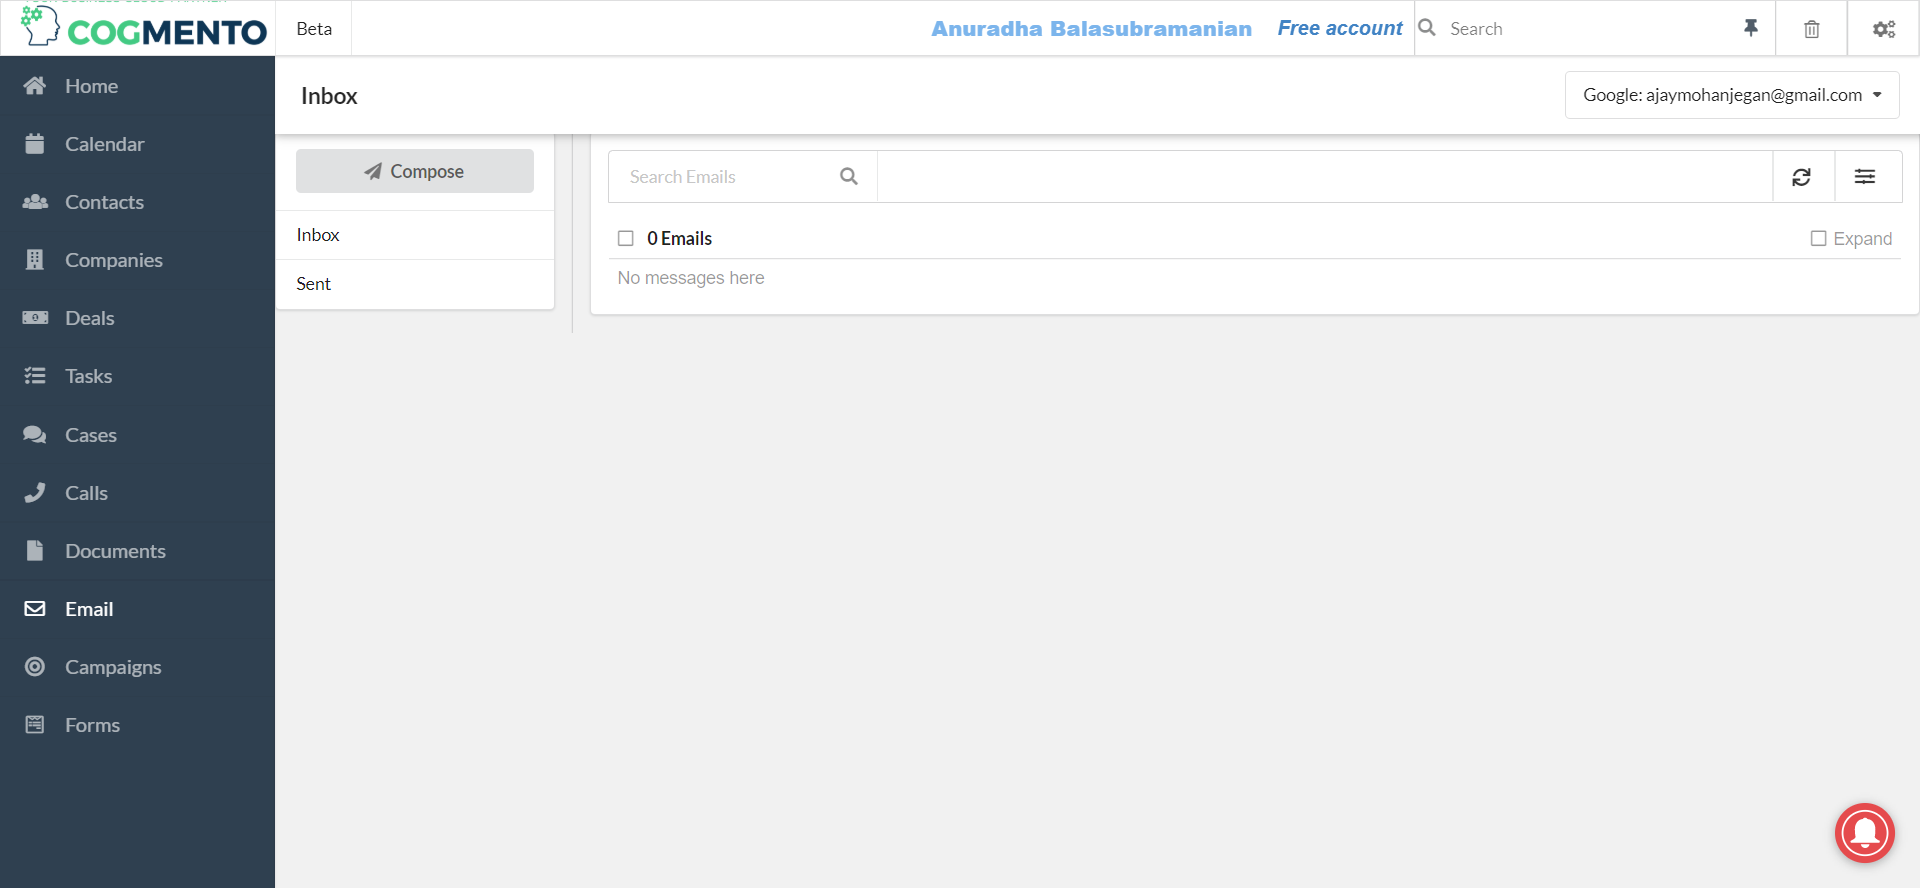 COGMENTO
Beta
Anuradha Balasubramanian
Free account
Search
Home
Calendar
Contacts
Companies
Deals
Tasks
Cases
Calls
Documents
Email
Campaigns
Forms
Inbox
Google: ajaymohanjegan@gmail.com
Compose
Inbox
Sent
Search Emails
0 Emails
Expand
No messages here